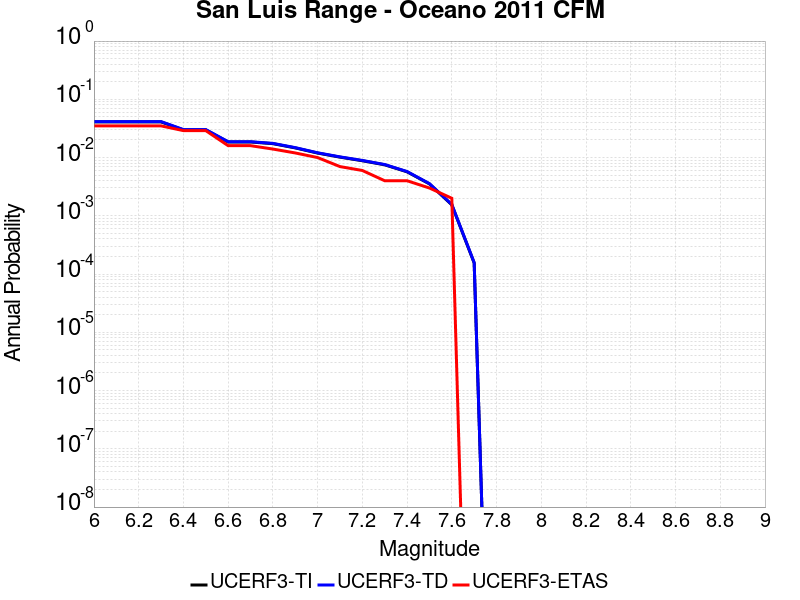 San Luis Range - Oceano 2011 CFM
10^0
10^-1
10^-2
10^-3
10^-4
10^-5
10^-6
10^-7
10^-8
Annual Probability
6 6.2 6.4 6.6 6.8 7 7.2 7.4 7.6 7.8 8 8.2 8.4 8.6 8.8 9
Magnitude
UCERF3-TI UCERF3-TD UCERF3-ETAS